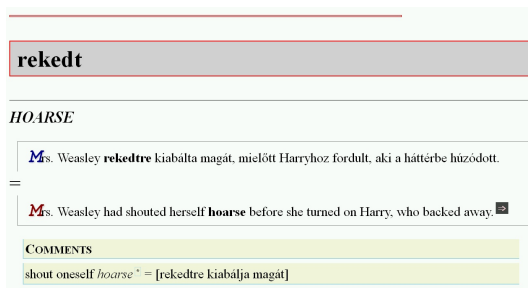 rekedt
HOARSE
Mrs. Weasley rekedtre kiabálta magát, mielőtt Harryhoz fordult, aki a háttérbe húzódott.
=
Mrs. Weasley had shouted herself hoarse before she turned on Harry, who backed away.
COMMENTS
shout oneself hoarse * = [rekedtre kiabálja magát]